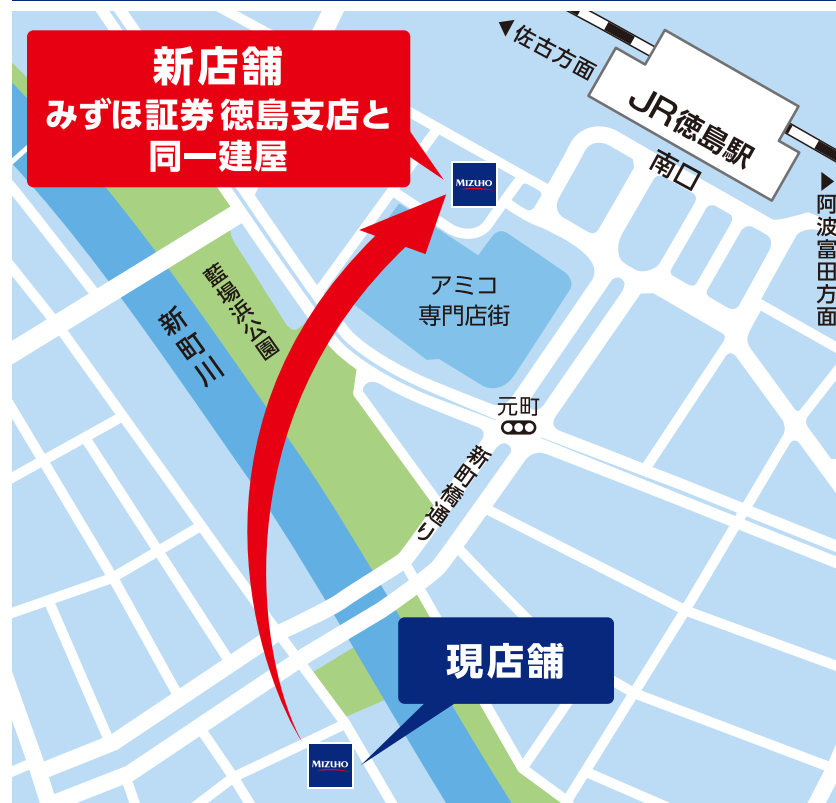 新店舗
みずほ証券 徳島支店と
同一建屋
◀佐古方面
JR徳島駅
南口
MIZUHO
▶阿波富田方面
アミコ
専門店街
藍場浜公園
新町川
元町
新町橋通り
現店舗
MIZUHO